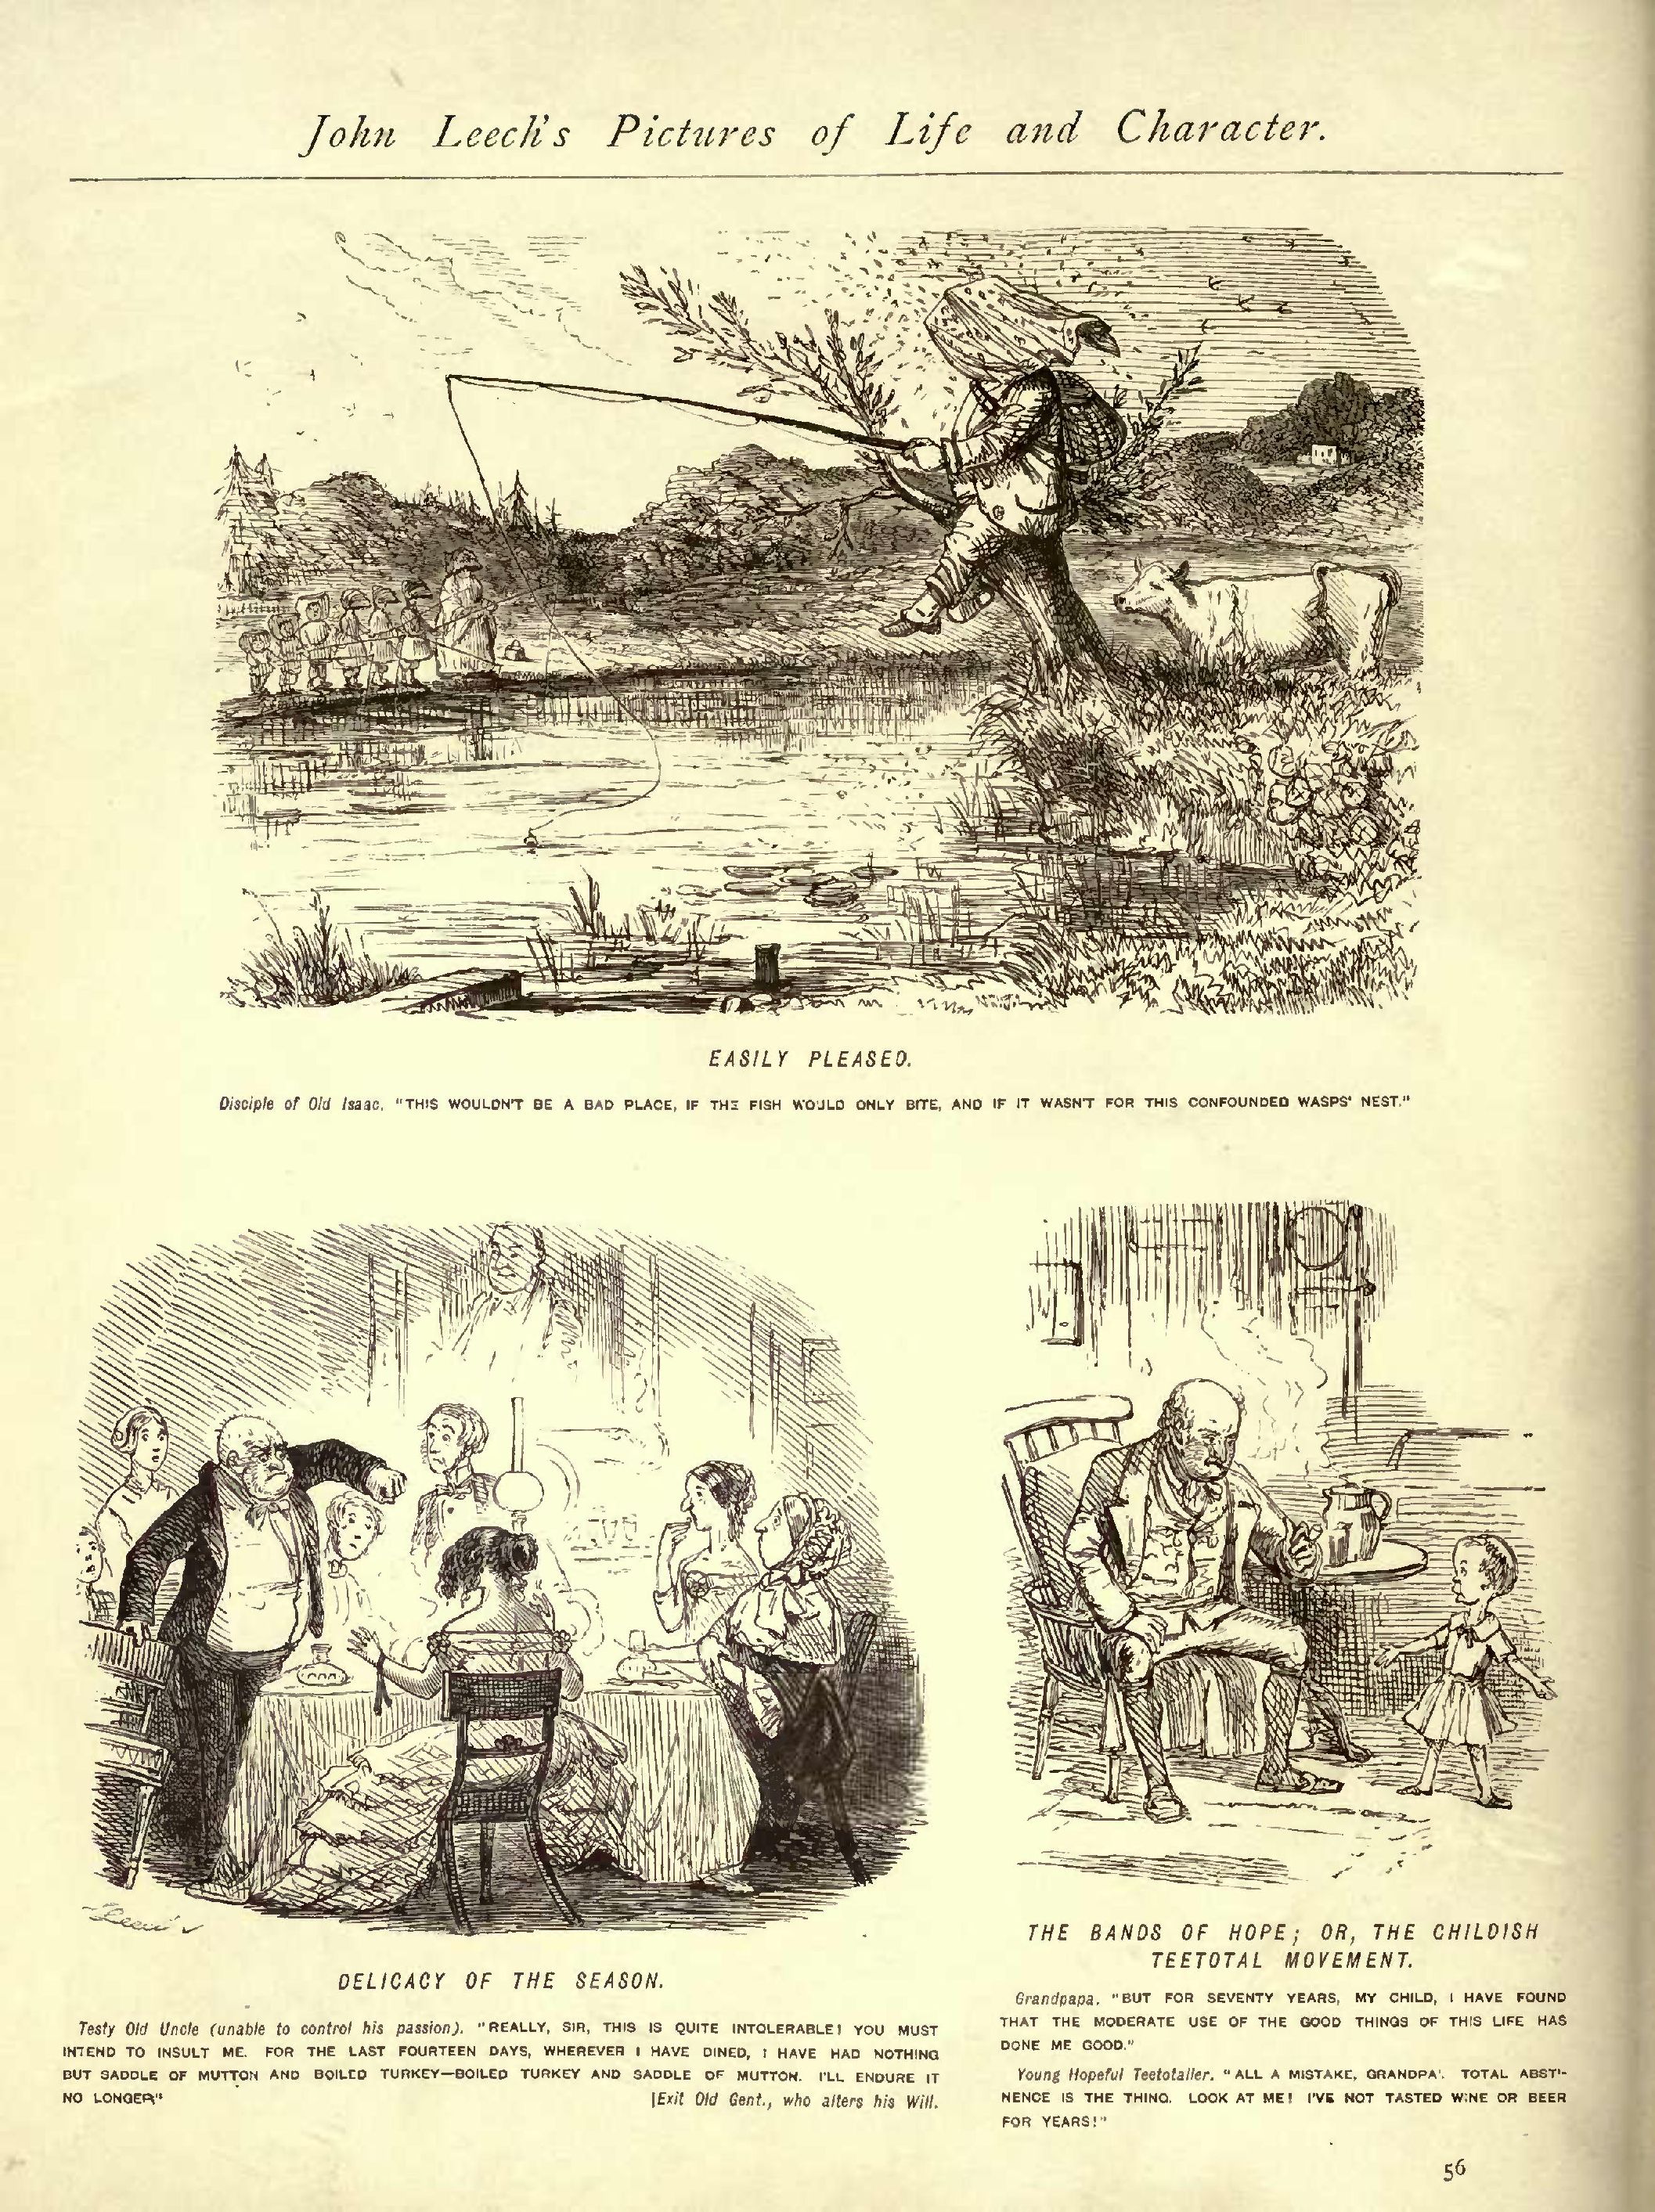 John Leech's Pictures of Life and Character.
EASILY PLEASED.
Disciple of Old Isaac. "THIS WOULDN'T BE A BAD PLACE, IF THE FISH WOULD ONLY BITE, AND IF IT WASN'T FOR THIS CONFOUNDED WASPS' NEST."
Leech
DELICACY OF THE SEASON.
Testy Old Uncle (unable to control his passion). "REALLY, SIR, THIS IS QUITE INTOLERABLE! YOU MUST
INTEND TO INSULT ME. FOR THE LAST FOURTEEN DAYS, WHEREVER I HAVE DINED, I HAVE HAD NOTHING
BUT SADDLE OF MUTTON AND BOILED TURKEY—BOILED TURKEY AND SADDLE OF MUTTON. I'LL ENDURE IT
NO LONGER"
[Exit Old Gent., who alters his Will.
THE BANDS OF HOPE; OR, THE CHILDISH
TEETOTAL MOVEMENT.
Grandpapa. "BUT FOR SEVENTY YEARS, MY CHILD, I HAVE FOUND
THAT THE MODERATE USE OF THE GOOD THINGS OF THIS LIFE HAS
DONE ME GOOD."
Young Hopeful Teetotaller. "ALL A MISTAKE, GRANDPA'. TOTAL ABSTI-
NENCE IS THE THING. LOOK AT ME! I'VE NOT TASTED WINE OR BEER
FOR YEARS!"
56